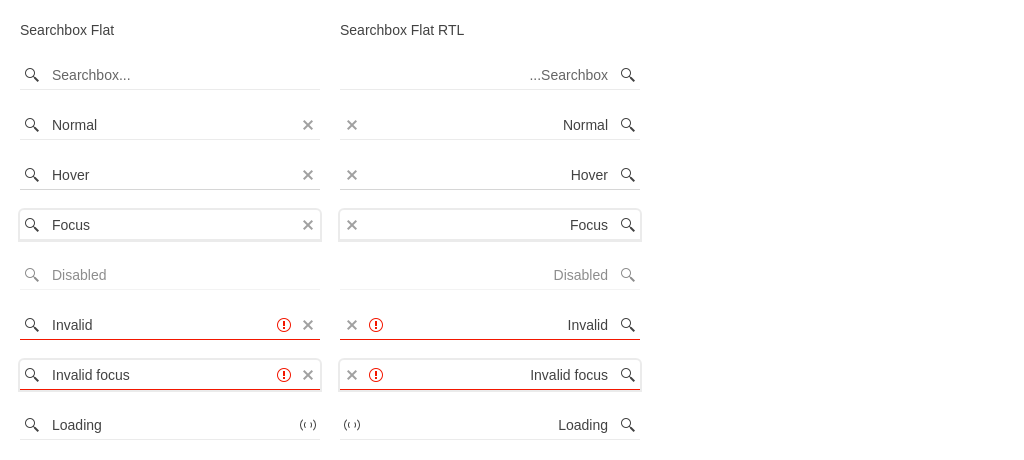 Searchbox Flat
Searchbox...
Normal
Hover
Focus
Disabled
Invalid
Invalid focus
Loading
Searchbox Flat RTL
...Searchbox
Normal
Hover
Focus
Disabled
Invalid
Invalid focus
Loading